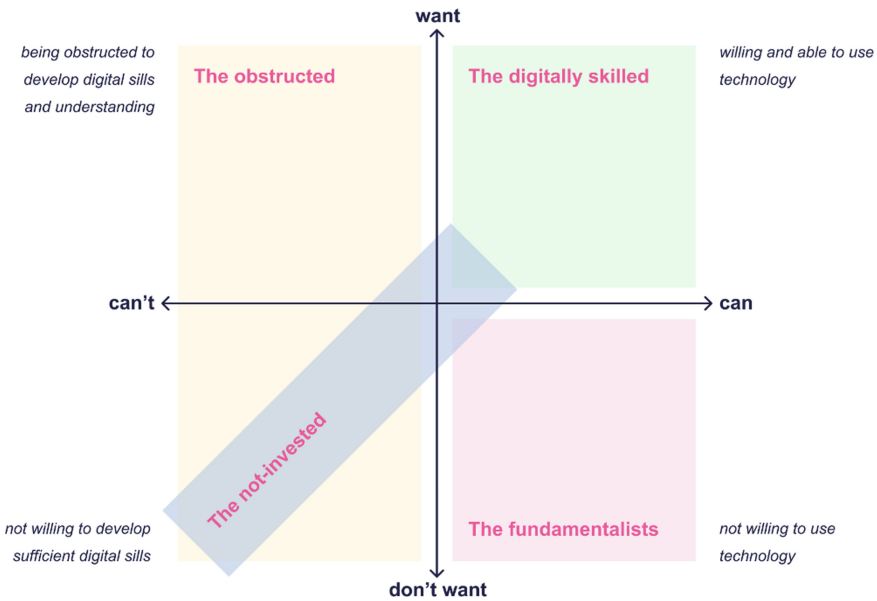 want
being obstructed to
develop digital sills
and understanding
The obstructed
The digitally skilled
willing and able to use
technology
can't
can
The not-invested
not willing to develop
sufficient digital sills
The fundamentalists
not willing to use
technology
don't want